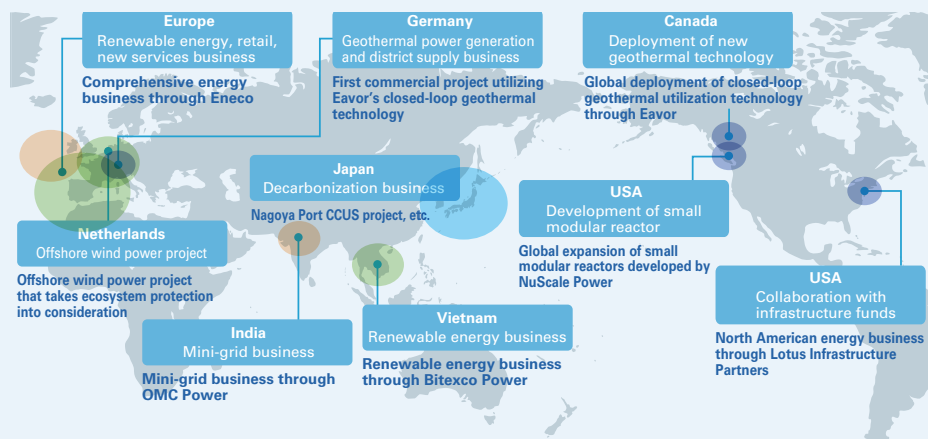 Europe
Renewable energy, retail,
new services business
Comprehensive energy
business through Eneco
Germany
Geothermal power generation
and district supply business
First commercial project utilizing
Eavor's closed-loop geothermal
technology
Canada
Deployment of new
geothermal technology
Global deployment of closed-loop
geothermal utilization technology
through Eavor
Japan
Decarbonization business
Nagoya Port CCUS project, etc.
USA
Development of small
modular reactor
Global expansion of small
modular reactors developed by
NuScale Power
Netherlands
Offshore wind power project
Offshore wind power project
that takes ecosystem protection
into consideration
USA
Collaboration with
infrastructure funds
North American energy business
through Lotus Infrastructure
Partners
India
Mini-grid business
Mini-grid business through
OMC Power
Vietnam
Renewable energy business
Renewable energy business
through Bitexco Power